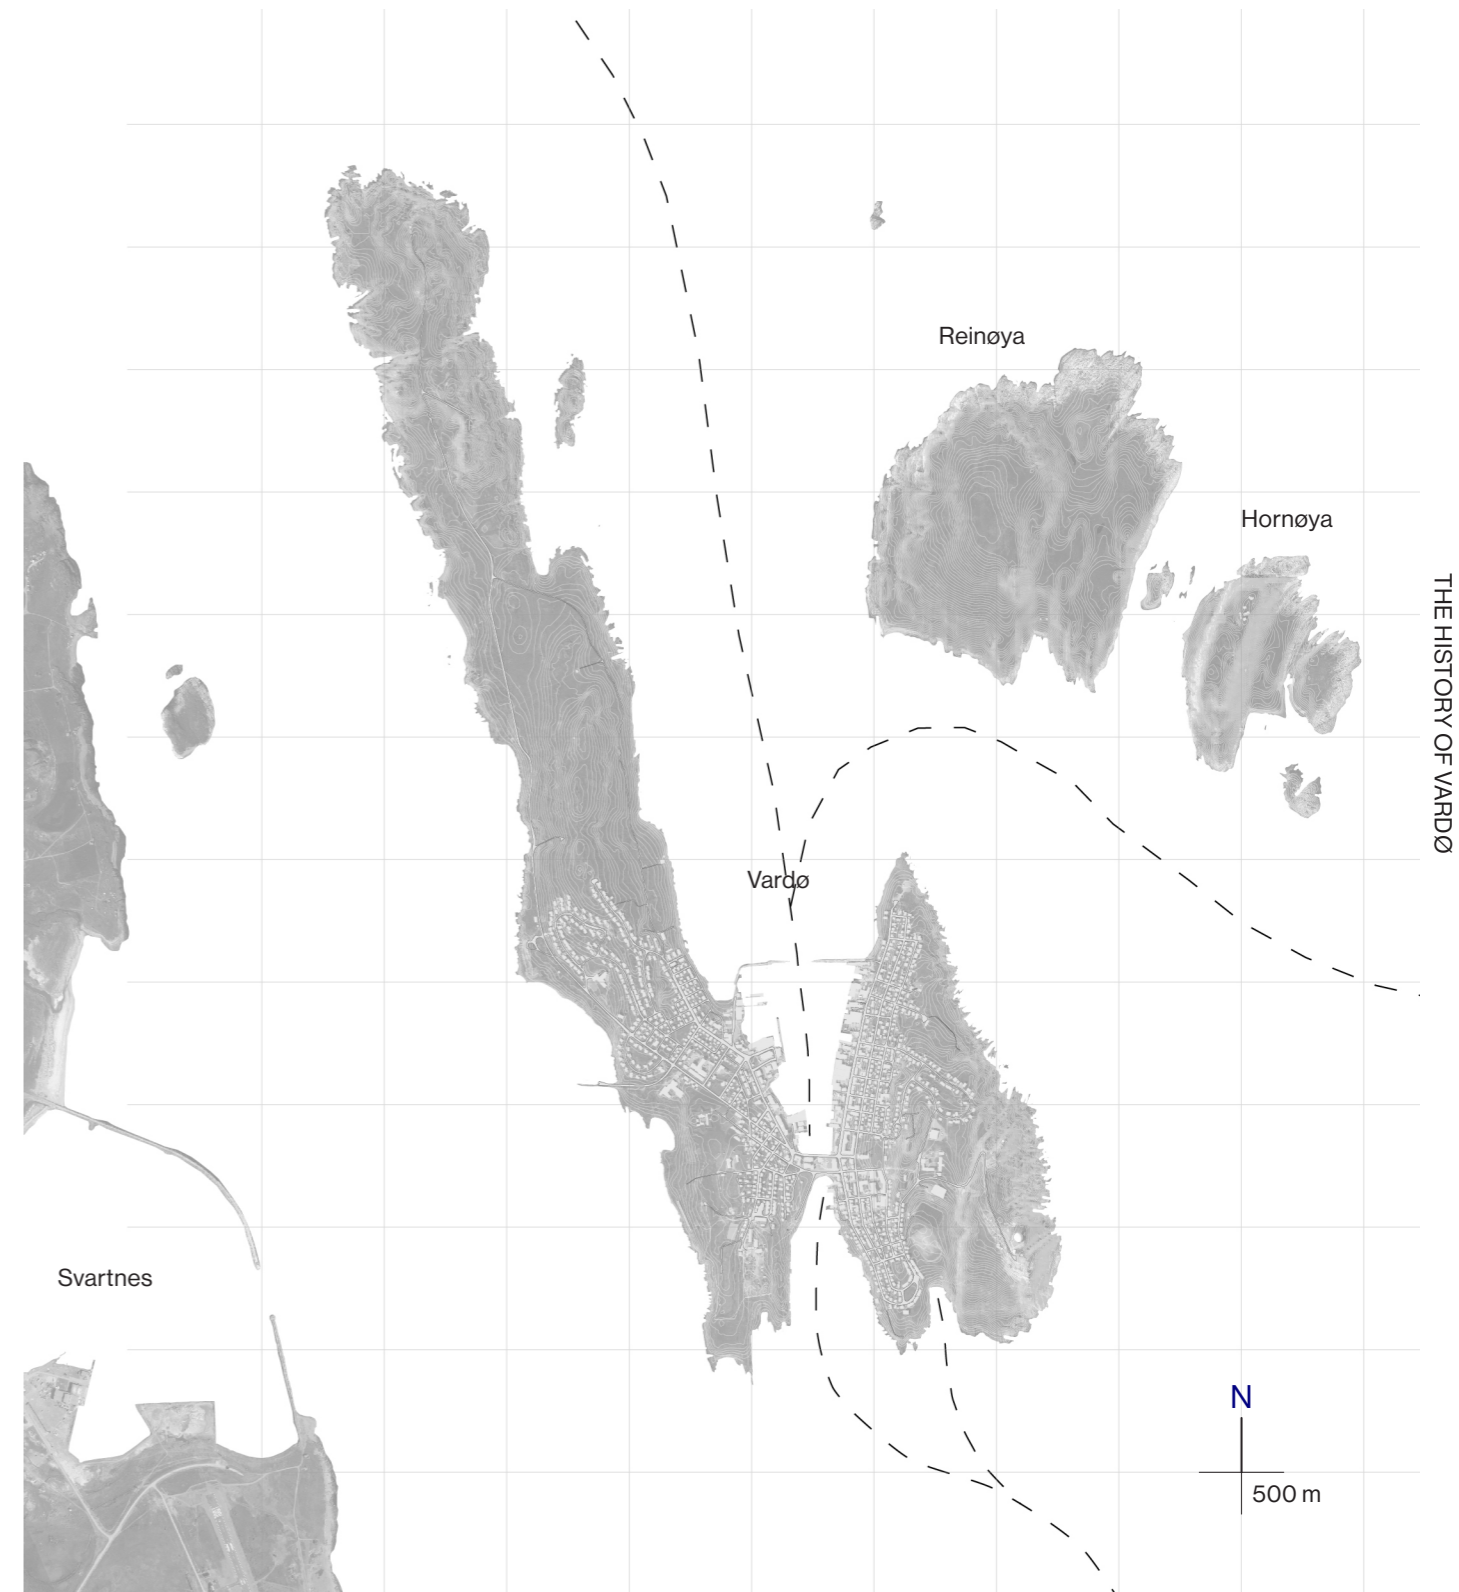 Reinøya
Hornøya
THE HISTORY OF VARDØ
Vardø
Svartnes
N
500 m